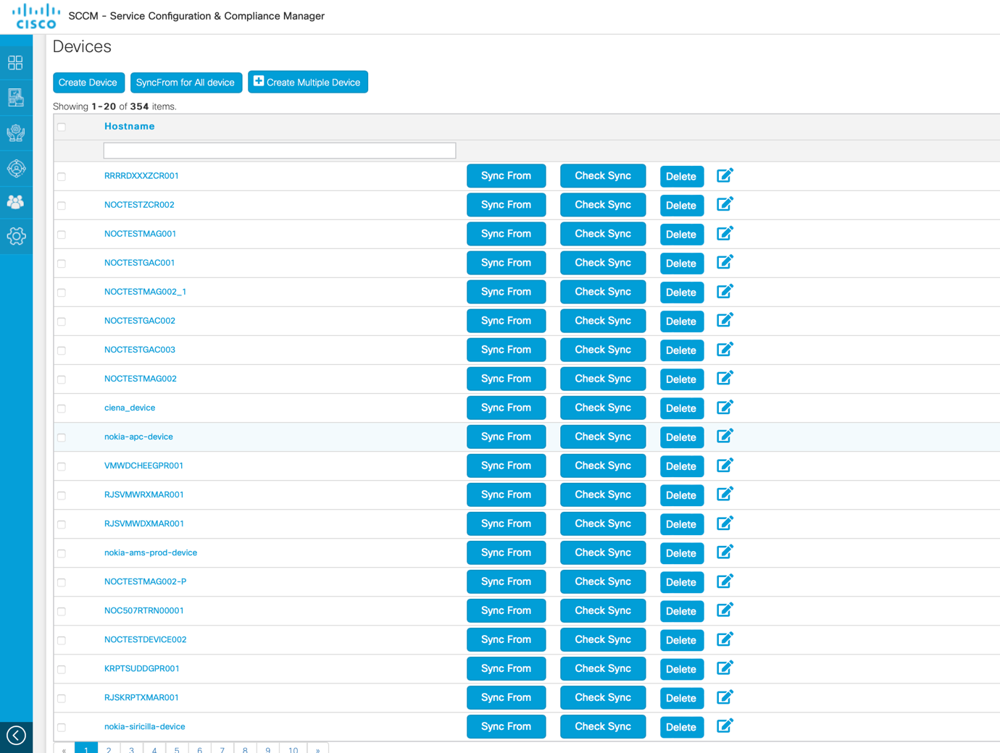 CISCO SCCM - Service Configuration & Compliance Manager
Devices
Create Device SyncFrom for All device Create Multiple Device
Showing 1-20 of 354 items.
Hostname
RRRRDXXXZCR001 Sync From Check Sync Delete
NOCTESTZCR002 Sync From Check Sync Delete
NOCTESTMAG001 Sync From Check Sync Delete
NOCTESTGAC001 Sync From Check Sync Delete
NOCTESTMAG002_1 Sync From Check Sync Delete
NOCTESTGAC002 Sync From Check Sync Delete
NOCTESTGAC003 Sync From Check Sync Delete
NOCTESTMAG002 Sync From Check Sync Delete
ciena_device Sync From Check Sync Delete
nokia-apc-device Sync From Check Sync Delete
VMWDCHEEGPR001 Sync From Check Sync Delete
RJSVMWRXMAR001 Sync From Check Sync Delete
RJSVMWDXMAR001 Sync From Check Sync Delete
nokia-ams-prod-device Sync From Check Sync Delete
NOCTESTMAG002-P Sync From Check Sync Delete
NOC507RTRN00001 Sync From Check Sync Delete
NOCTESTDEVICE002 Sync From Check Sync Delete
KRPTSUDDGPR001 Sync From Check Sync Delete
RJSKRPTXMAR001 Sync From Check Sync Delete
nokia-siricilla-device Sync From Check Sync Delete
« 1 2 3 4 5 6 7 8 9 10 »